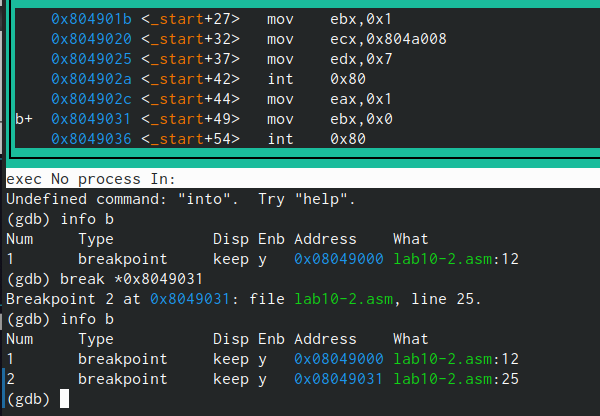 0x804901b <_start+27>   mov    ebx,0x1
0x8049020 <_start+32>   mov    ecx,0x804a008
0x8049025 <_start+37>   mov    edx,0x7
0x804902a <_start+42>   int    0x80
0x804902c <_start+44>   mov    eax,0x1
b+  0x8049031 <_start+49>   mov    ebx,0x0
0x8049036 <_start+54>   int    0x80
exec No process In:
Undefined command: "into".  Try "help".
(gdb) info b
Num     Type           Disp Enb Address    What
1       breakpoint     keep y   0x08049000 lab10-2.asm:12
(gdb) break *0x8049031
Breakpoint 2 at 0x8049031: file lab10-2.asm, line 25.
(gdb) info b
Num     Type           Disp Enb Address    What
1       breakpoint     keep y   0x08049000 lab10-2.asm:12
2       breakpoint     keep y   0x08049031 lab10-2.asm:25
(gdb)